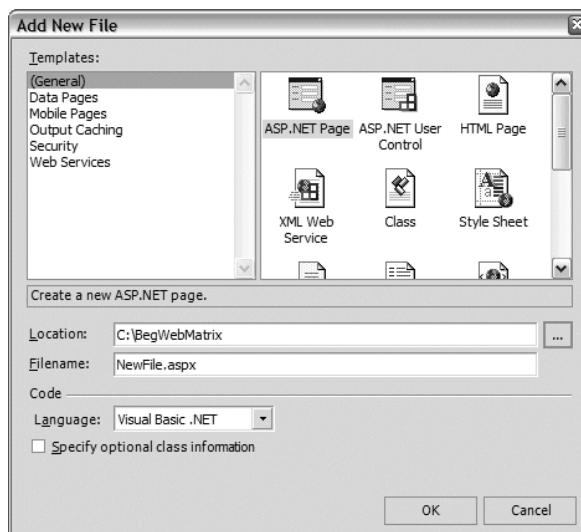 Add New File
Templates:
(General)
Data Pages
Mobile Pages
Output Caching
Security
Web Services
ASP.NET Page
ASP.NET User
Control
HTML Page
XML Web
Service
Class
Style Sheet
Create a new ASP.NET page.
Location:
C:\BegWebMatrix
...
Filename:
NewFile.aspx
Code
Language:
Visual Basic .NET
Specify optional class information
OK
Cancel